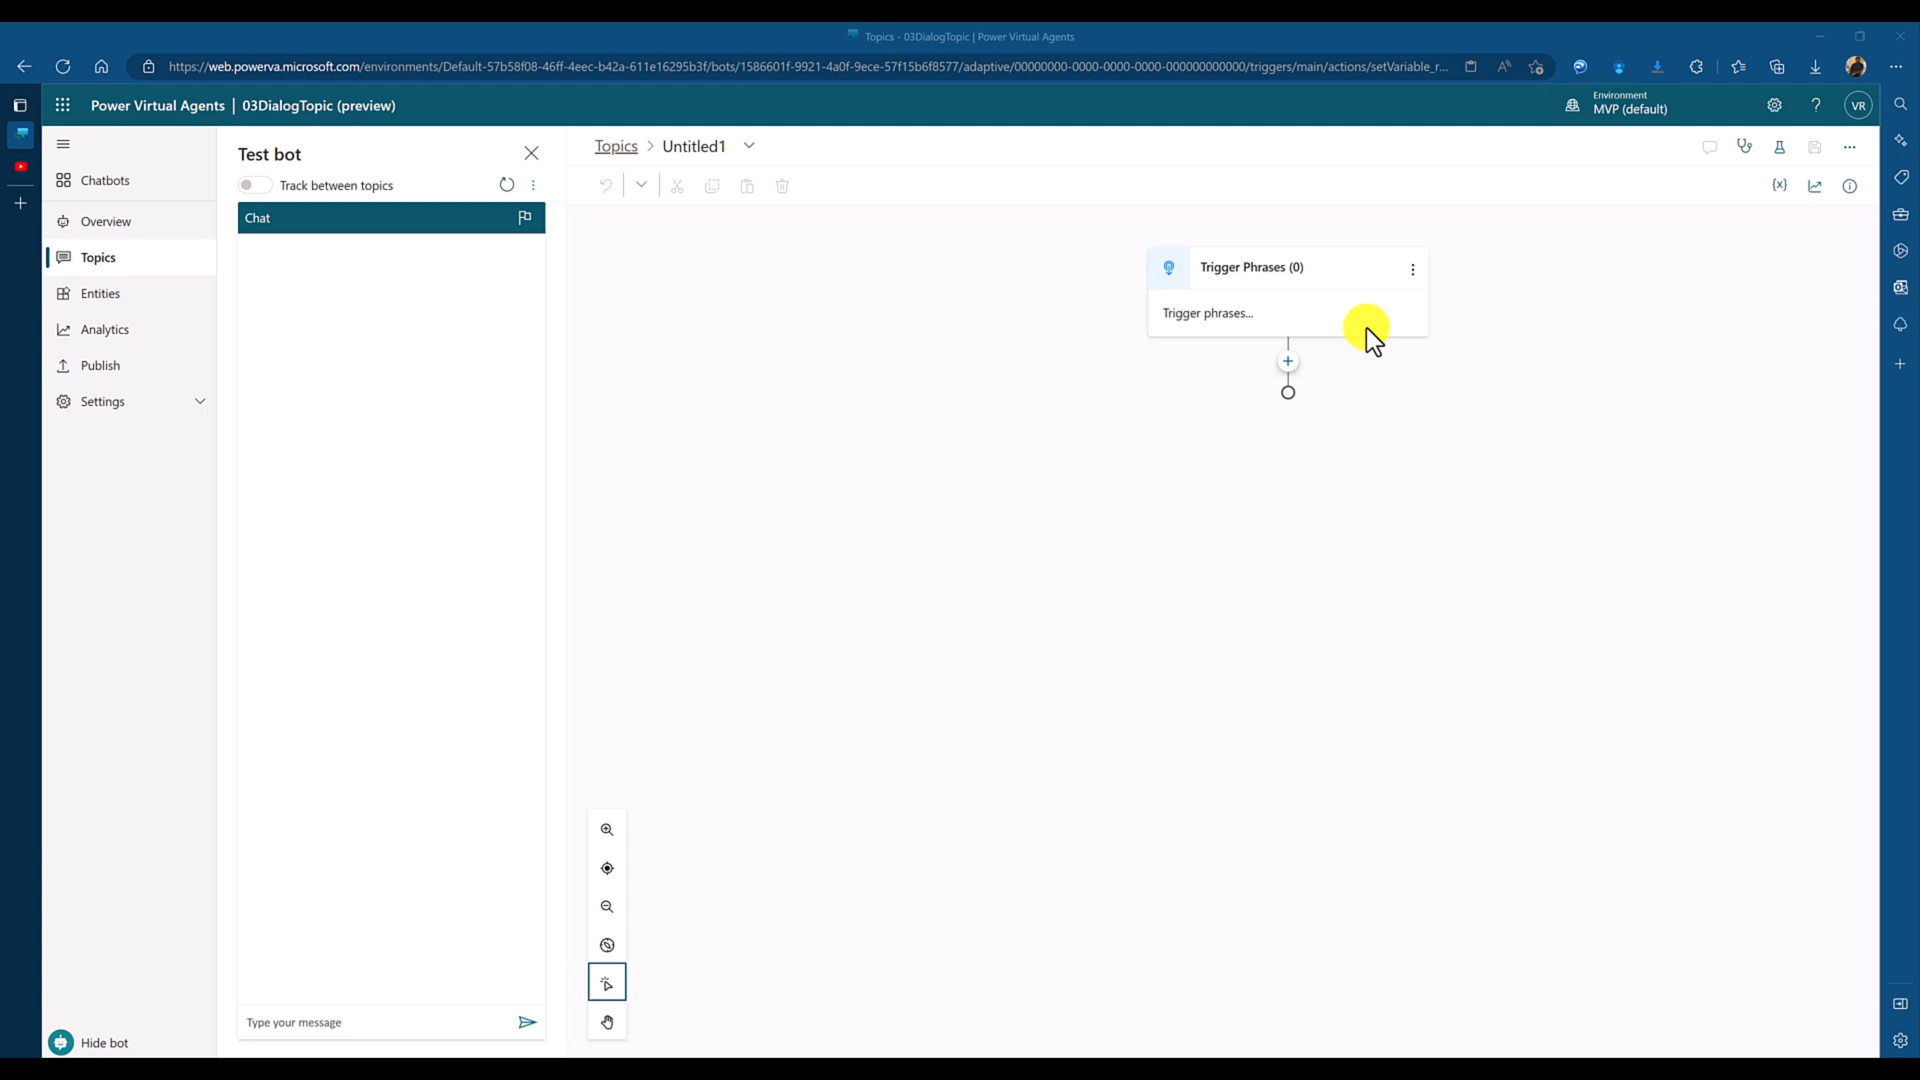 Topics - 03DialogTopic | Power Virtual Agents
https://web.powerva.microsoft.com/environments/Default-57b58f08-46ff-4eec-b42a-611e16295b3f/bots/1586601f-9921-4a0f-9ece-57f15b6f8577/adaptive/00000000-0000-0000-0000-000000000000/triggers/main/actions/setVariable_r...
Power Virtual Agents | 03DialogTopic (preview)
Environment
MVP (default)
?
VR
Chatbots
Overview
Topics
Entities
Analytics
Publish
Settings
Hide bot
Test bot
Track between topics
Chat
Type your message
Topics > Untitled1
{x}
Trigger Phrases (0)
Trigger phrases...